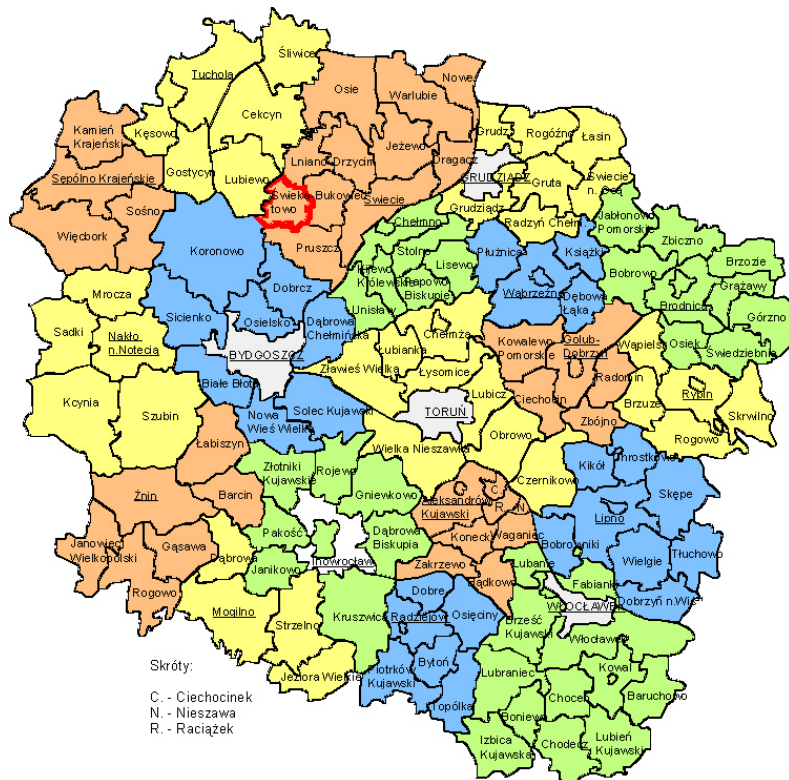 Śliwice
Tuchola
Osie
Nowe
Warlubie
Cekcyn
Kęsowo
Kamień
Krajeński
Grudz
Rogóźno
Łasin
Jeżewo
Lniano
Drzycin
Dragacz
Gostycyn
Lubiewo
Sępólno Krajeńskie
GRUDZIĄDZ
Gruta
Świecie
n. Osą
Świeka
towo
Bukowiec
Świecie
Sośno
Grudziądz
Radzyń Chełm.
Jabłonowo
Pomorskie
Chełmno
Więcbork
Koronowo
Pruszcz
Stolno
Płużnica
Książki
Zbiczno
Brzozie
Kijewo
Królewskie
Lisewo
Papowo
Biskupie
Bobrowo
Grażawy
Mrocza
Dobrcz
Wąbrzeźno
Dębowa
Łąka
Brodnica
Unisław
Górzno
Sadki
Sicienko
Osielsko
Dąbrowa
Chełmińska
Nakło
n.Notecią
Chełmża
Łubianka
Kowalewo
Pomorskie
Golub-
Dobrzyń
Wąpielsk
Osiek
Świedziebnia
BYDGOSZCZ
Zławieś Wielka
Łysomice
Radomin
Kcynia
Białe Błota
Ciechocin
Lubicz
Brzuze
Rypin
Skrwilno
Szubin
Nowa
Wieś Wielka
Solec Kujawski
TORUŃ
Zbójno
Rogowo
Łabiszyn
Obrowo
Wielka Nieszawka
Złotniki
Kujawskie
Rojewo
Czernikowo
Kikół
Chrostkowo
Żnin
Barcin
Gniewkowo
Aleksandrów
Kujawski
C.
R.
N.
Skępe
Lipno
Pakość
Dąbrowa
Biskupia
Koneck
Waganiec
Janowiec
Wielkopolski
Gąsawa
Dąbrowa
Inowrocław
Bobrowniki
Wielgie
Tłuchowo
Janikowo
Zakrzewo
Lubanie
Bądkowo
Fabianki
Rogowo
Dobre
Dobrzyń n.Wisłą
Mogilno
Strzelno
Kruszwica
Radziejów
Osięciny
WŁOCŁAWEK
Brześć
Kujawski
Włocławek
Jeziora Wielkie
Piotrków
Kujawski
Bytoń
Lubraniec
Kowal
Skróty:
Topólka
Choceń
Baruchowo
C. - Ciechocinek
N. - Nieszawa
R. - Raciążek
Boniewo
Izbica
Kujawska
Chodecz
Lubień
Kujawski